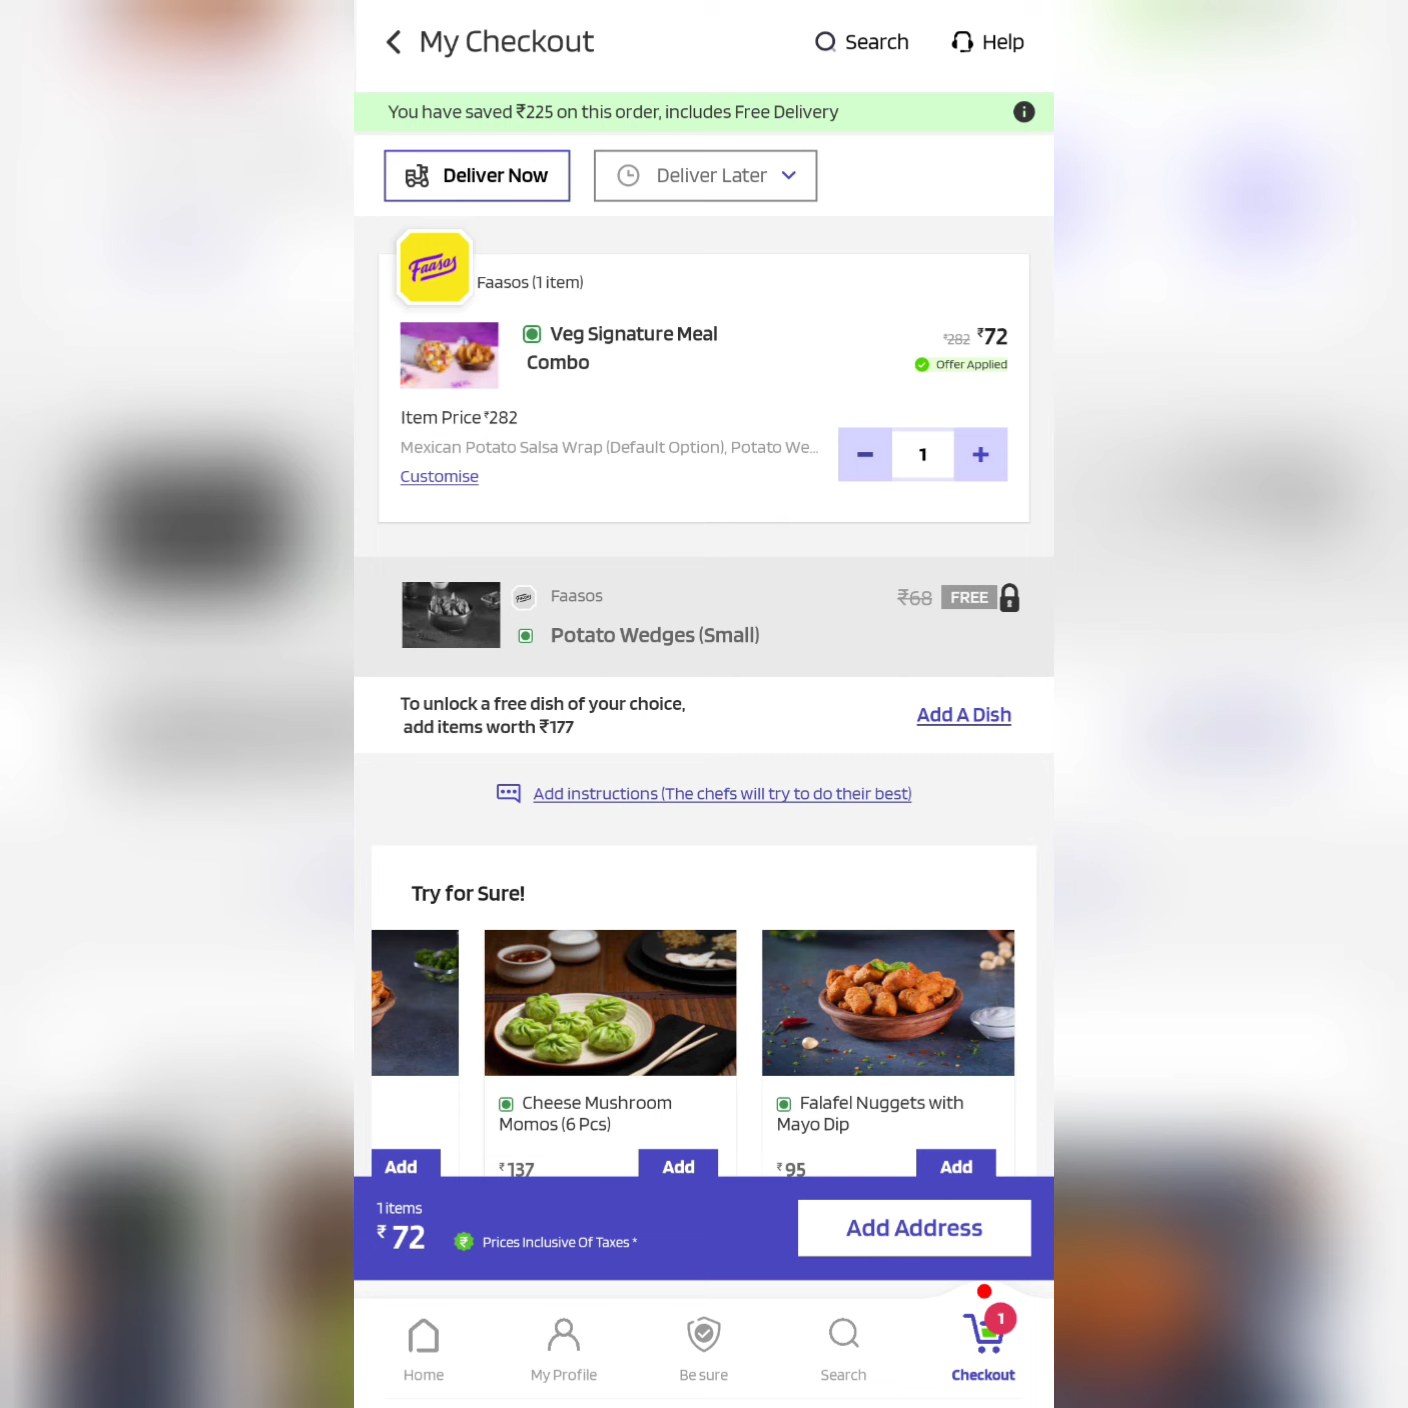 My Checkout
Search
Help
You have saved ₹225 on this order, includes Free Delivery
Deliver Now
Deliver Later
Faasos
Faasos (1 item)
Veg Signature Meal
Combo
₹282 ₹72
Offer Applied
Item Price ₹282
Mexican Potato Salsa Wrap (Default Option), Potato We...
Customise
1
Faasos
₹68 FREE
Potato Wedges (Small)
To unlock a free dish of your choice,
add items worth ₹177
Add A Dish
Add instructions (The chefs will try to do their best)
Try for Sure!
Cheese Mushroom
Momos (6 Pcs)
Falafel Nuggets with
Mayo Dip
Add
₹137
Add
₹95
Add
1 items
₹72
Prices Inclusive Of Taxes *
Add Address
1
Home
My Profile
Be sure
Search
Checkout